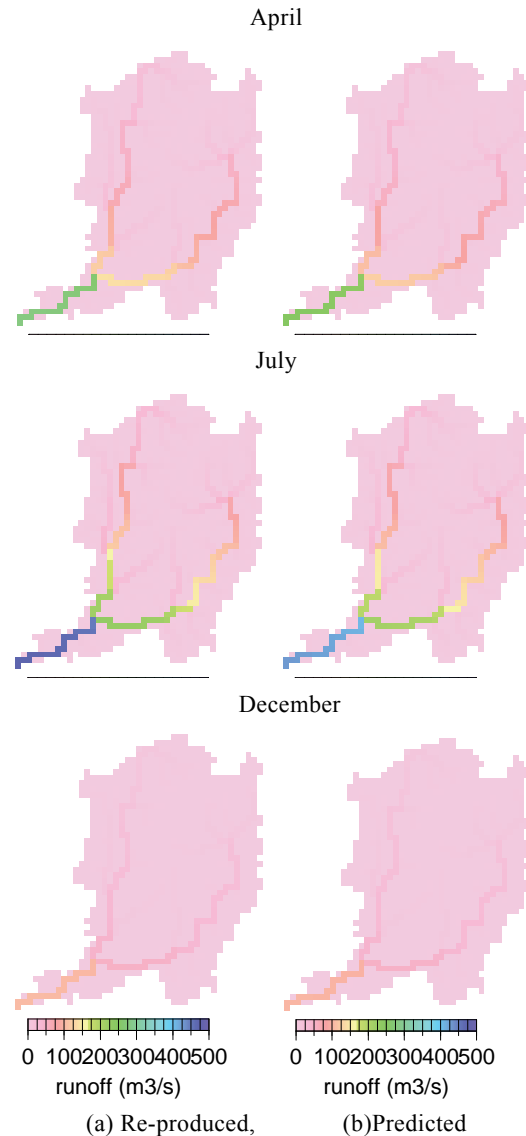 April
July
December
0 100200300400500 0 100200300400500
runoff (m3/s) runoff (m3/s)
(a) Re-produced, (b)Predicted